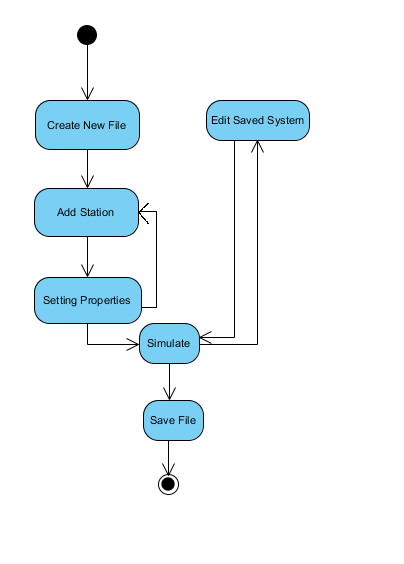 Create New File
Edit Saved System
Add Station
Setting Properties
Simulate
Save File